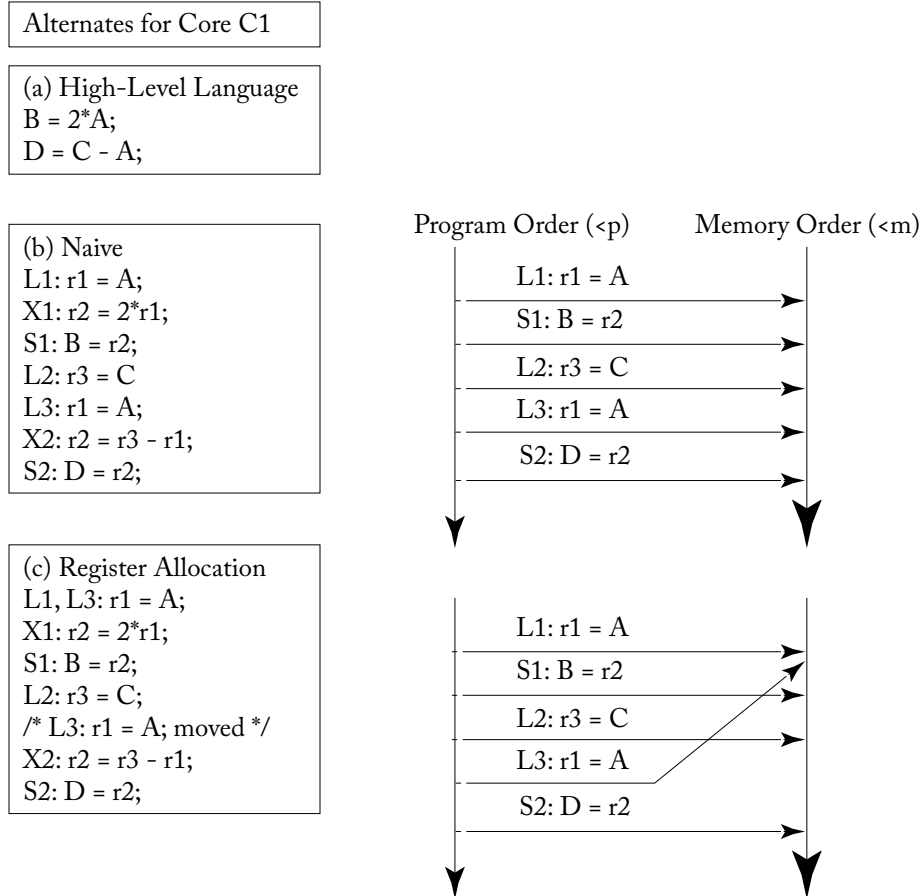 Alternates for Core C1
(a) High-Level Language
B = 2*A;
D = C - A;
(b) Naive
L1: r1 = A;
X1: r2 = 2*r1;
S1: B = r2;
L2: r3 = C
L3: r1 = A;
X2: r2 = r3 - r1;
S2: D = r2;
Program Order (<p)
Memory Order (<m)
L1: r1 = A
S1: B = r2
L2: r3 = C
L3: r1 = A
S2: D = r2
(c) Register Allocation
L1, L3: r1 = A;
X1: r2 = 2*r1;
S1: B = r2;
L2: r3 = C;
/* L3: r1 = A; moved */
X2: r2 = r3 - r1;
S2: D = r2;
L1: r1 = A
S1: B = r2
L2: r3 = C
L3: r1 = A
S2: D = r2